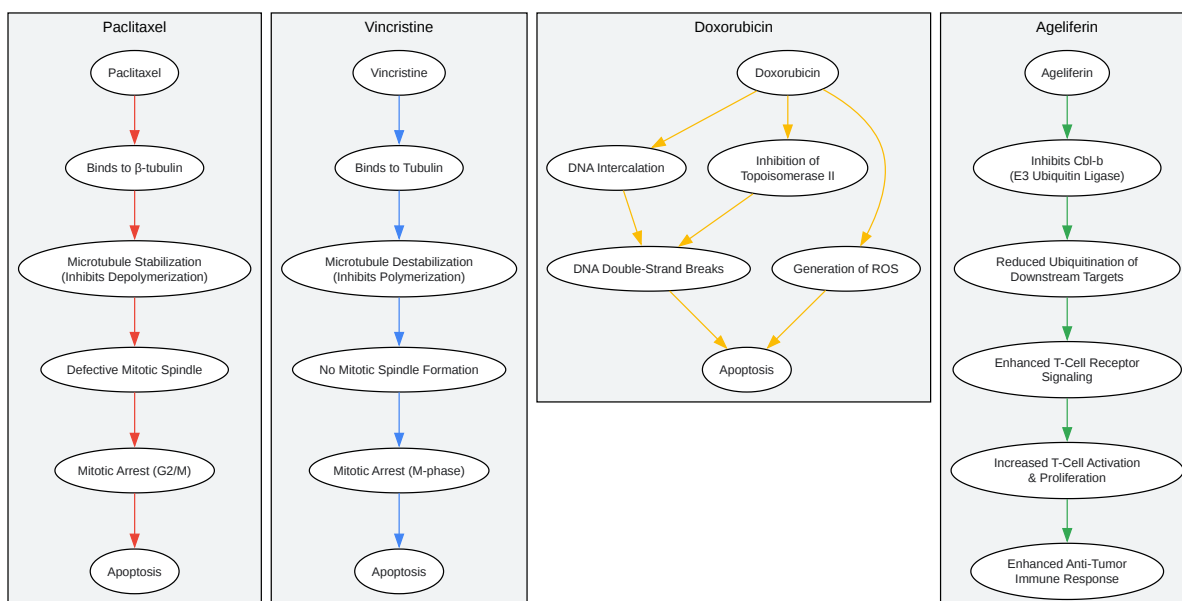 Paclitaxel
Paclitaxel
Binds to β-tubulin
Microtubule Stabilization
(Inhibits Depolymerization)
Defective Mitotic Spindle
Mitotic Arrest (G2/M)
Apoptosis
Vincristine
Vincristine
Binds to Tubulin
Microtubule Destabilization
(Inhibits Polymerization)
No Mitotic Spindle Formation
Mitotic Arrest (M-phase)
Apoptosis
Doxorubicin
Doxorubicin
DNA Intercalation
Inhibition of
Topoisomerase II
DNA Double-Strand Breaks
Generation of ROS
Apoptosis
Ageliferin
Ageliferin
Inhibits Cbl-b
(E3 Ubiquitin Ligase)
Reduced Ubiquitination of
Downstream Targets
Enhanced T-Cell Receptor
Signaling
Increased T-Cell Activation
& Proliferation
Enhanced Anti-Tumor
Immune Response